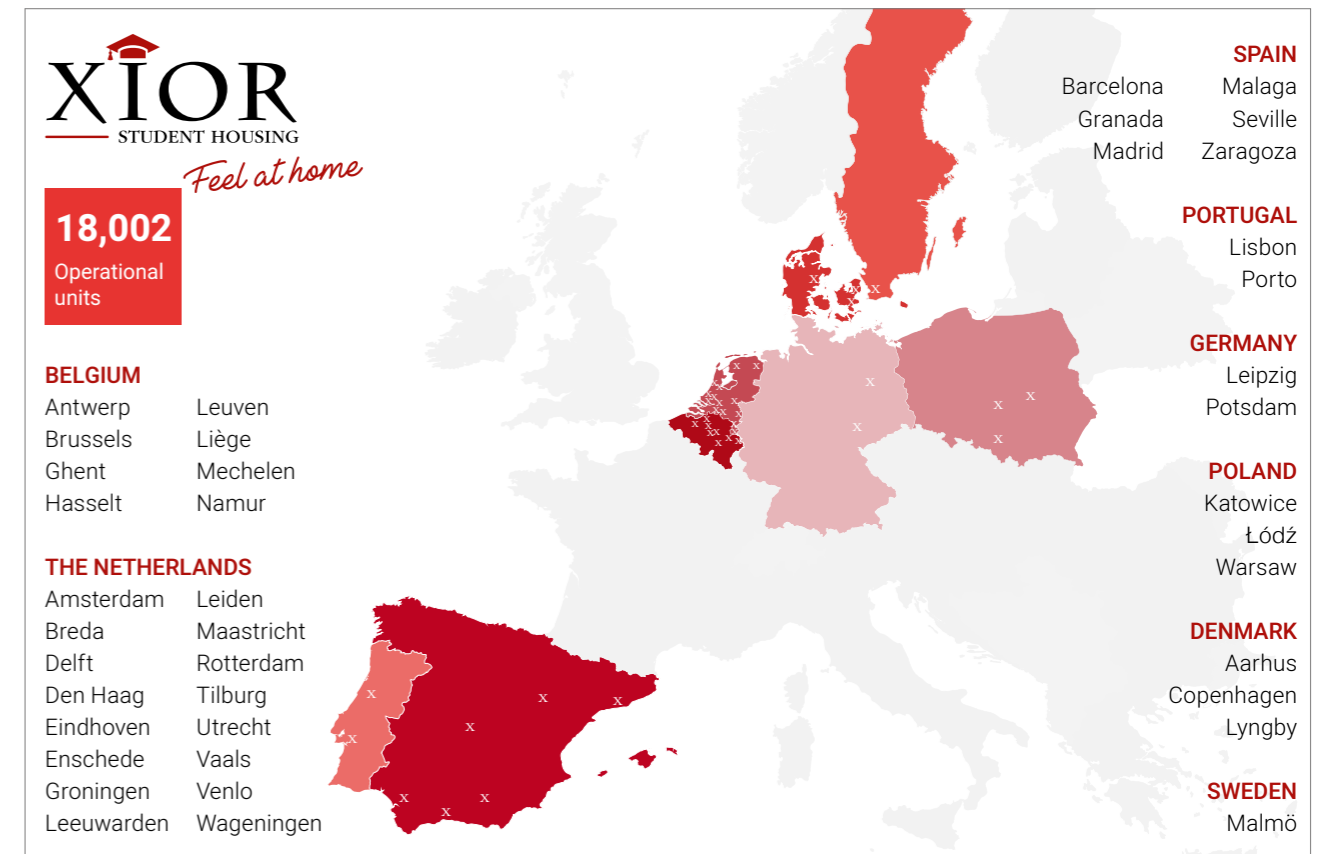 XIOR
STUDENT HOUSING
Feel at home
18,002
Operational
units
BELGIUM
Antwerp Leuven
Brussels Liège
Ghent Mechelen
Hasselt Namur
THE NETHERLANDS
Amsterdam Leiden
Breda Maastricht
Delft Rotterdam
Den Haag Tilburg
Eindhoven Utrecht
Enschede Vaals
Groningen Venlo
Leeuwarden Wageningen
SPAIN
Barcelona Malaga
Granada Seville
Madrid Zaragoza
PORTUGAL
Lisbon
Porto
GERMANY
Leipzig
Potsdam
POLAND
Katowice
Łódź
Warsaw
DENMARK
Aarhus
Copenhagen
Lyngby
SWEDEN
Malmö